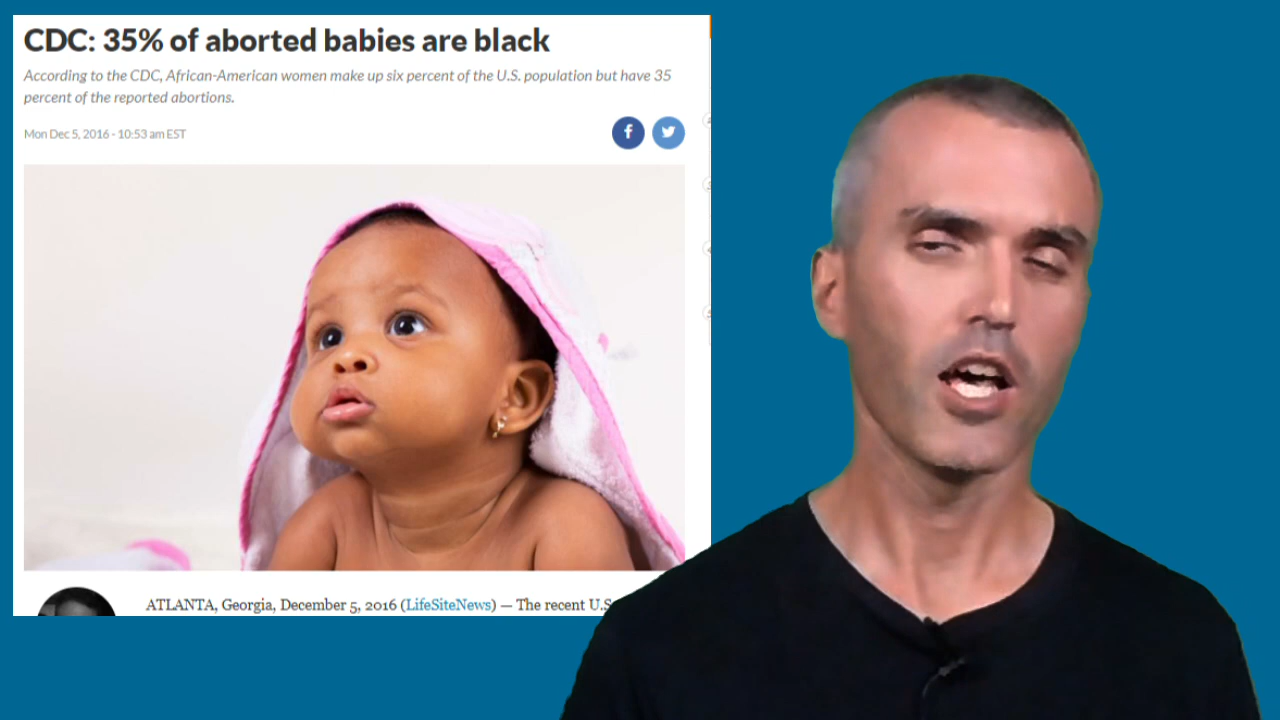 CDC: 35% of aborted babies are black
According to the CDC, African-American women make up six percent of the U.S. population but have 35
percent of the reported abortions.
Mon Dec 5, 2016 - 10:53 am EST
ATLANTA, Georgia, December 5, 2016 (LifeSiteNews) — The recent U.S